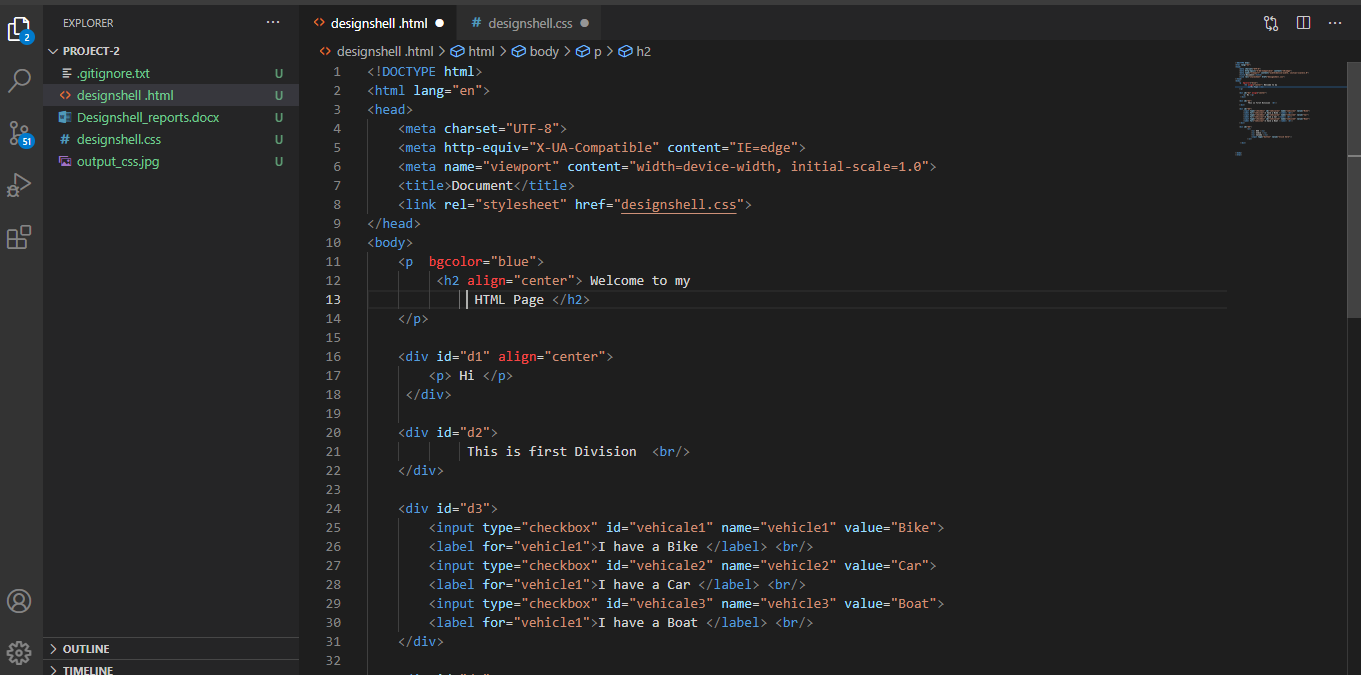 EXPLORER ···
designshell .html
# designshell.css
PROJECT-2
designshell .html > html > body > p > h2
.gitignore.txt U
designshell .html U
Designshell_reports.docx U
# designshell.css U
output_css.jpg U
2
51
1 <!DOCTYPE html>
2 <html lang="en">
3 <head>
4 <meta charset="UTF-8">
5 <meta http-equiv="X-UA-Compatible" content="IE=edge">
6 <meta name="viewport" content="width=device-width, initial-scale=1.0">
7 <title>Document</title>
8 <link rel="stylesheet" href="designshell.css">
9 </head>
10 <body>
11 <p  bgcolor="blue">
12 <h2 align="center"> Welcome to my
13 HTML Page </h2>
14 </p>
15
16 <div id="d1" align="center">
17 <p> Hi </p>
18 </div>
19
20 <div id="d2">
21 This is first Division  <br/>
22 </div>
23
24 <div id="d3">
25 <input type="checkbox" id="vehicale1" name="vehicle1" value="Bike">
26 <label for="vehicle1">I have a Bike </label> <br/>
27 <input type="checkbox" id="vehicale2" name="vehicle2" value="Car">
28 <label for="vehicle1">I have a Car </label> <br/>
29 <input type="checkbox" id="vehicale3" name="vehicle3" value="Boat">
30 <label for="vehicle1">I have a Boat </label> <br/>
31 </div>
32
OUTLINE
TIMELINE